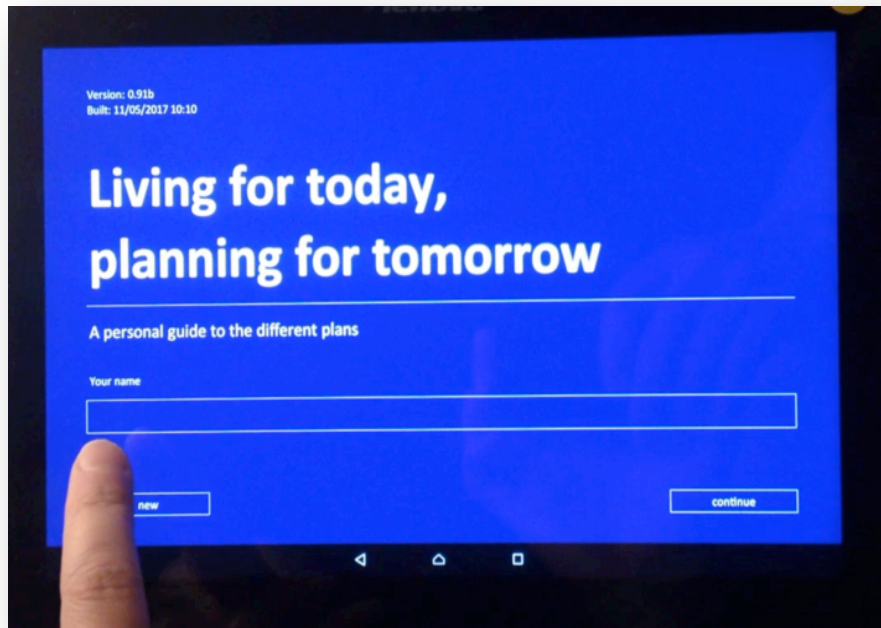 lenovo
Version: 0.91b
Built: 11/05/2017 10:10
Living for today,
planning for tomorrow
A personal guide to the different plans
Your name
new
continue